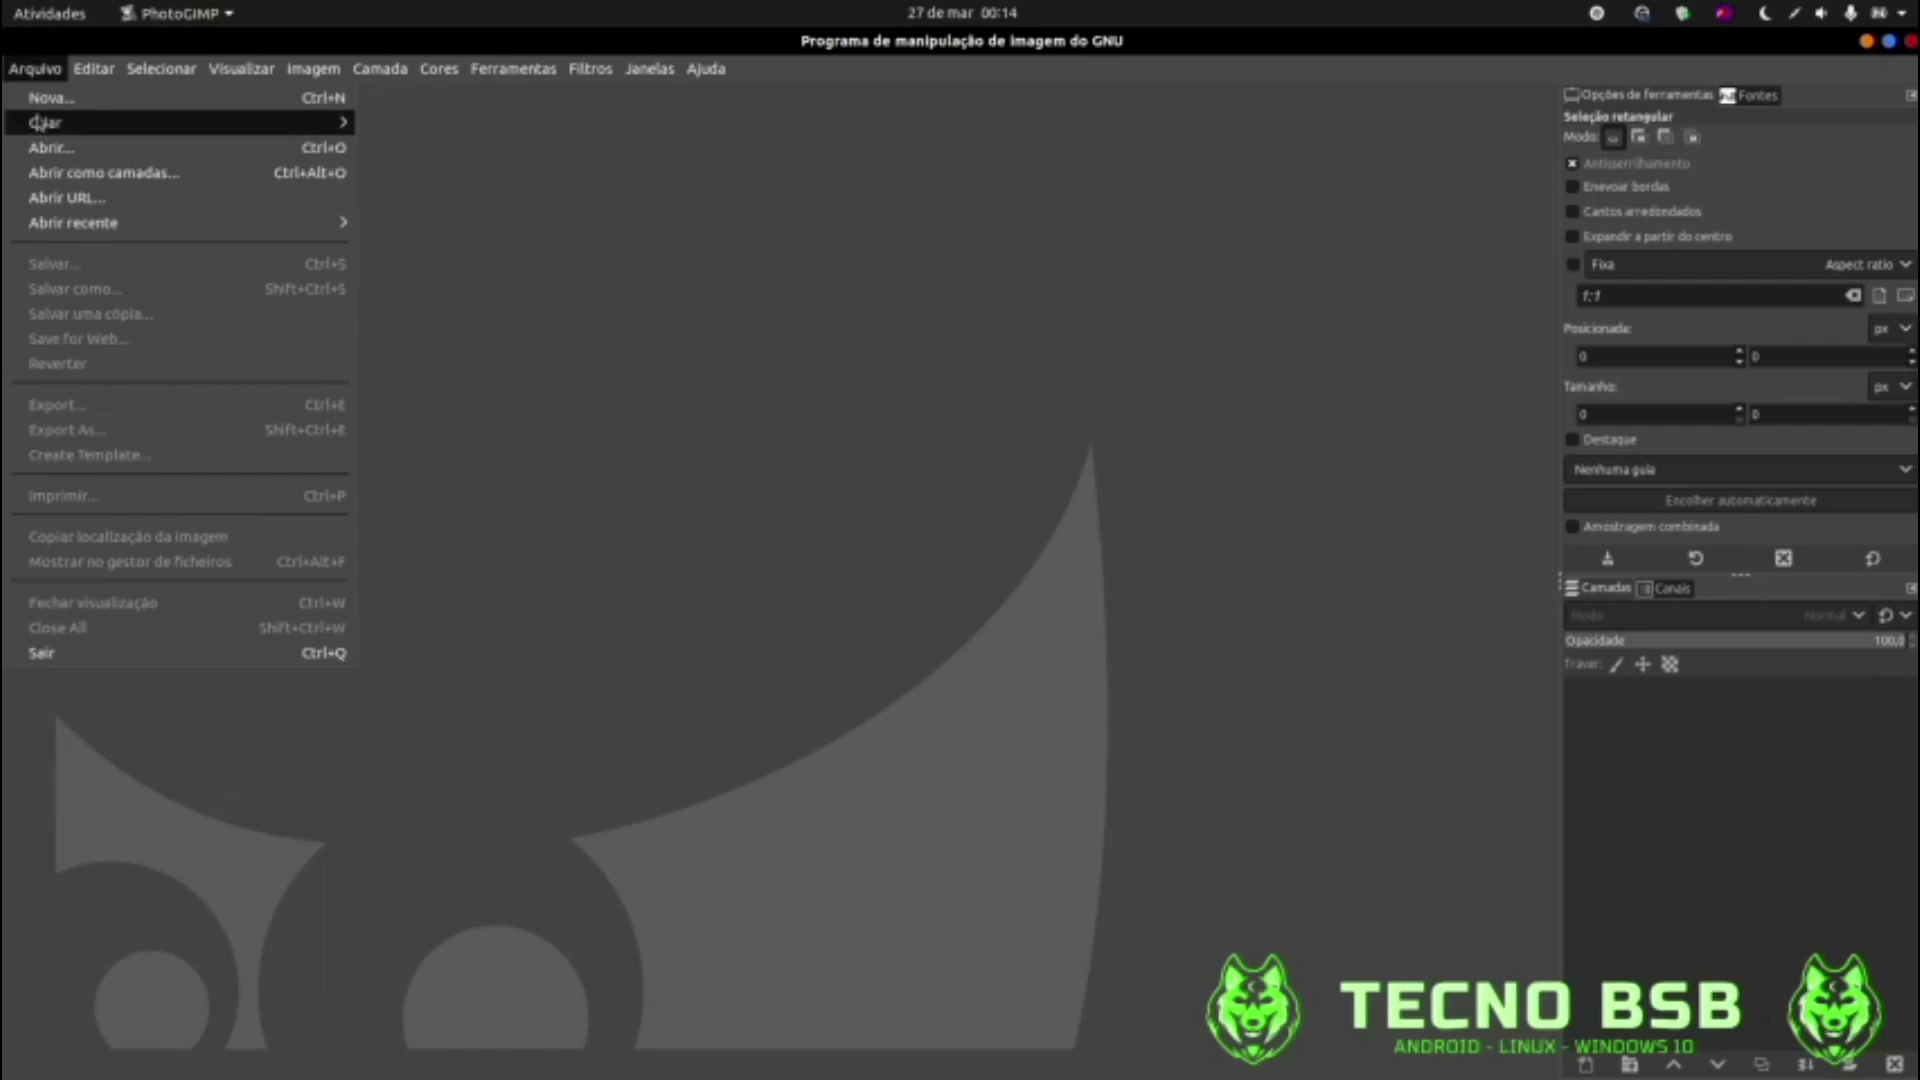 Atividades PhotoGIMP 27 de mar 00:14
Programa de manipulação de imagem do GNU
Arquivo Editar Selecionar Visualizar Imagem Camada Cores Ferramentas Filtros Janelas Ajuda
Nova... Ctrl+N
Abrir... Ctrl+O
Abrir como camadas... Ctrl+Alt+O
Abrir URL...
Abrir recente
Salvar... Ctrl+S
Salvar como... Shift+Ctrl+S
Salvar uma cópia...
Save for Web...
Reverter
Export... Ctrl+E
Export As... Shift+Ctrl+E
Create Template...
Imprimir... Ctrl+P
Copiar localização da imagem
Mostrar no gestor de ficheiros Ctrl+Alt+F
Fechar visualização Ctrl+W
Close All Shift+Ctrl+W
Sair Ctrl+Q
Opções de ferramentas Fontes
Seleção retangular
Modo:
Antisserrilhamento
Enevoar bordas
Cantos arredondados
Expandir a partir do centro
Fixa Aspect ratio
1:1
Posicionada: px
0 0
Tamanho: px
0 0
Destaque
Nenhuma guia
Encolher automaticamente
Amostragem combinada
Camadas Canais
Modo Normal
Opacidade 100,0
Travar:
TECNO BSB
ANDROID - LINUX - WINDOWS 10